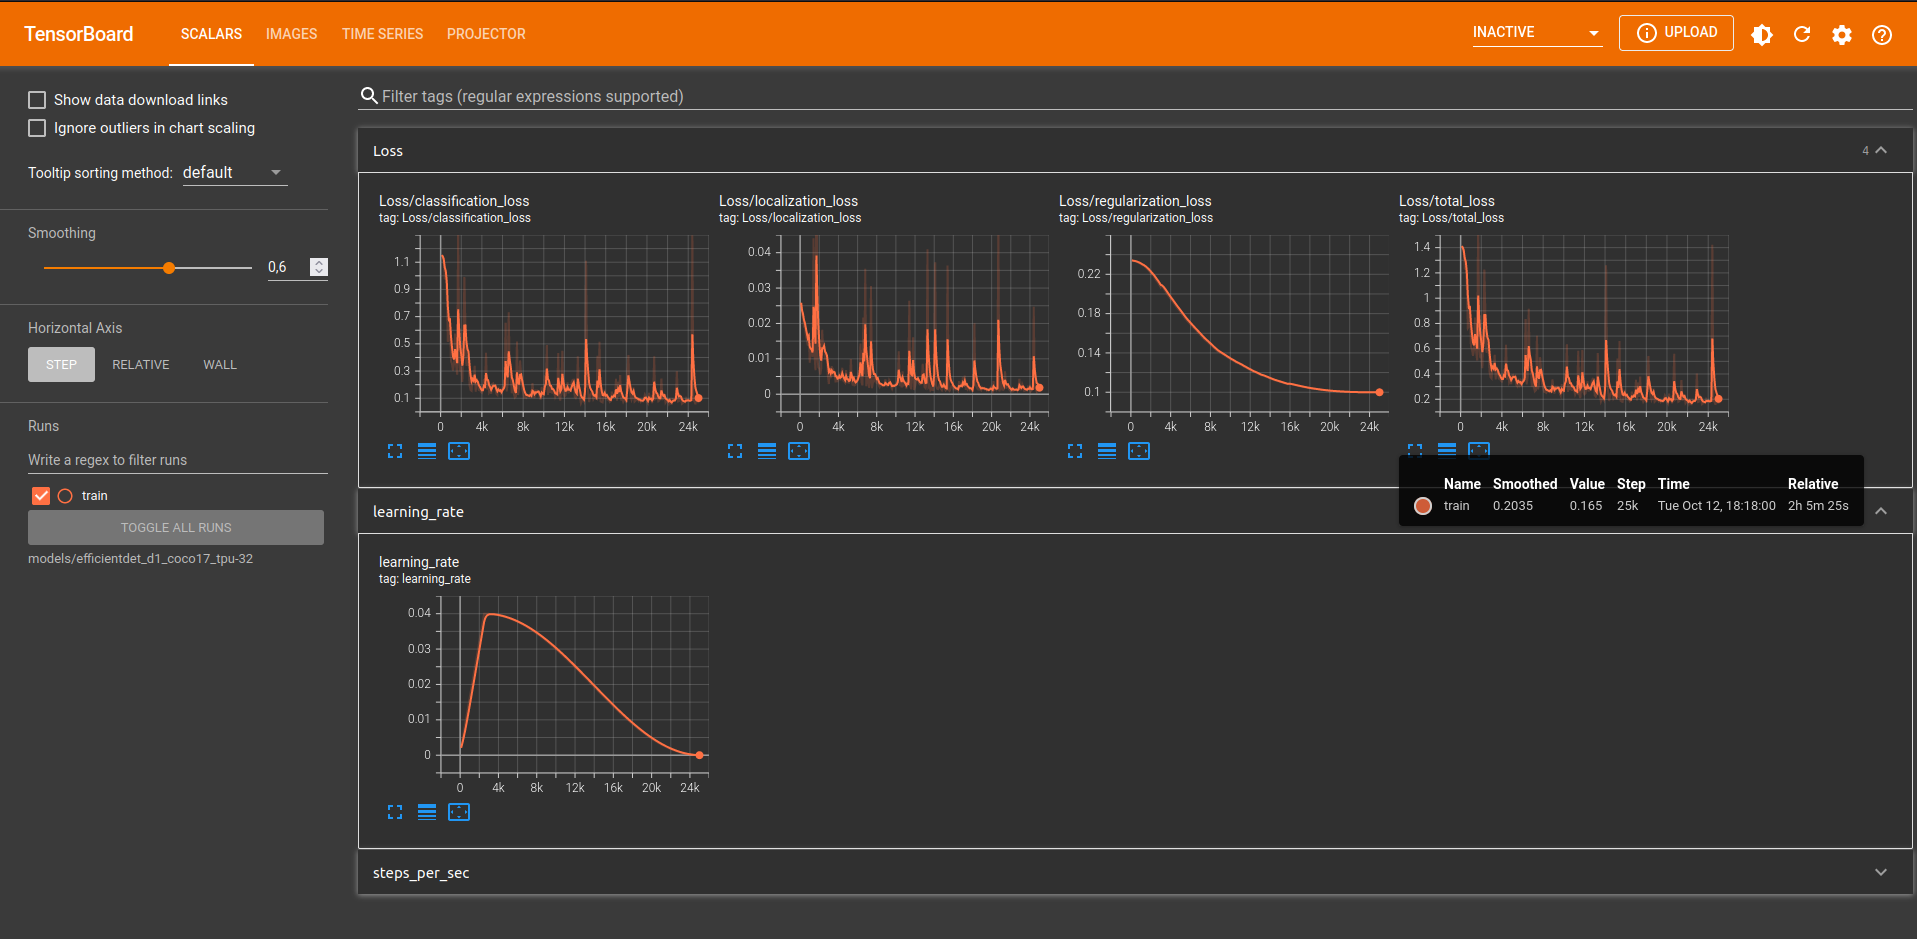 TensorBoard SCALARS IMAGES TIME SERIES PROJECTOR INACTIVE UPLOAD
Show data download links
Ignore outliers in chart scaling
Tooltip sorting method: default
Smoothing
0,6
Horizontal Axis
STEP RELATIVE WALL
Runs
Write a regex to filter runs
train
TOGGLE ALL RUNS
models/efficientdet_d1_coco17_tpu-32
Filter tags (regular expressions supported)
Loss 4
Loss/classification_loss
tag: Loss/classification_loss
1.1
0.9
0.7
0.5
0.3
0.1
0 4k 8k 12k 16k 20k 24k
Loss/localization_loss
tag: Loss/localization_loss
0.04
0.03
0.02
0.01
0
0 4k 8k 12k 16k 20k 24k
Loss/regularization_loss
tag: Loss/regularization_loss
0.22
0.18
0.14
0.1
0 4k 8k 12k 16k 20k 24k
Loss/total_loss
tag: Loss/total_loss
1.4
1.2
1
0.8
0.6
0.4
0.2
0 4k 8k 12k 16k 20k 24k
Name Smoothed Value Step Time Relative
train 0.2035 0.165 25k Tue Oct 12, 18:18:00 2h 5m 25s
learning_rate
learning_rate
tag: learning_rate
0.04
0.03
0.02
0.01
0
0 4k 8k 12k 16k 20k 24k
steps_per_sec